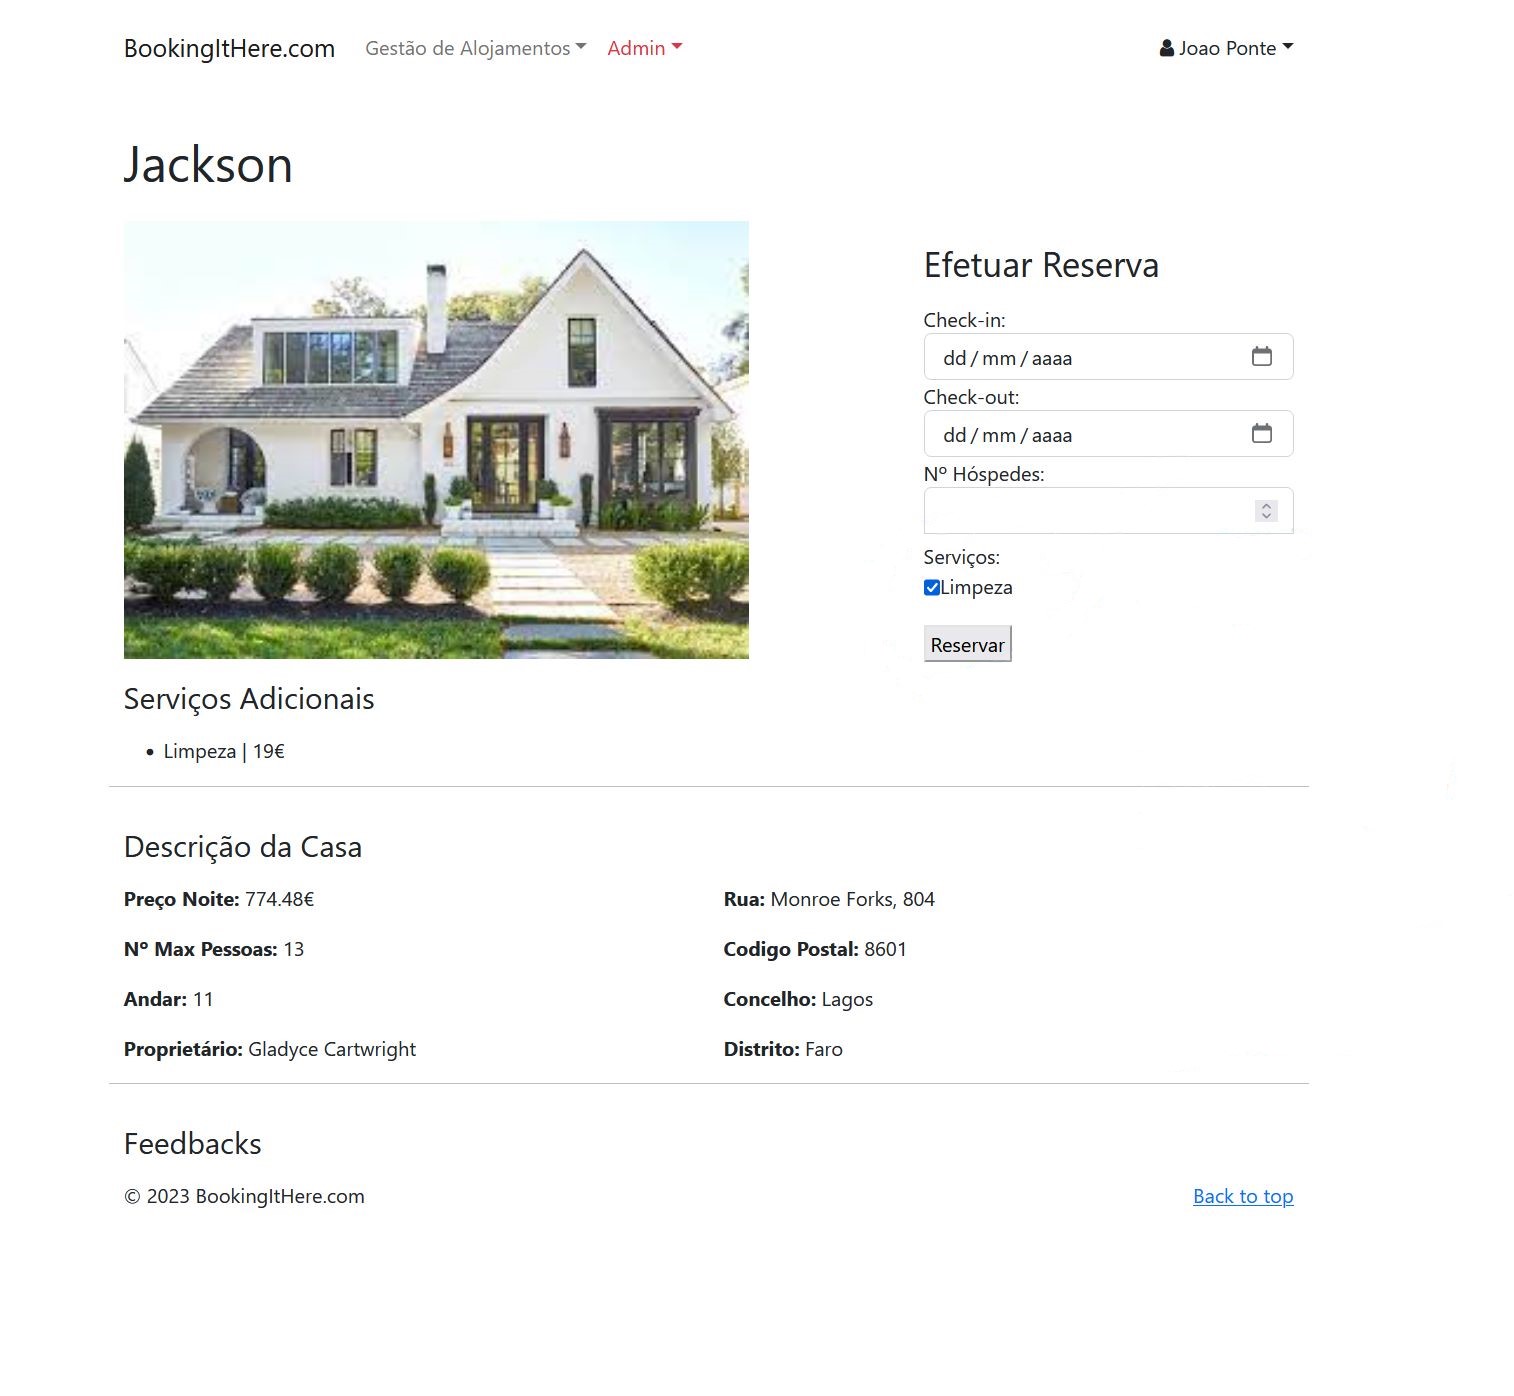 BookingItHere.com Gestão de Alojamentos Admin Joao Ponte
Jackson
Efetuar Reserva
Check-in:
dd / mm / aaaa
Check-out:
dd / mm / aaaa
Nº Hóspedes:
Serviços:
Limpeza
Reservar
Serviços Adicionais
• Limpeza | 19€
Descrição da Casa
Preço Noite: 774.48€
Nº Max Pessoas: 13
Andar: 11
Proprietário: Gladyce Cartwright
Rua: Monroe Forks, 804
Codigo Postal: 8601
Concelho: Lagos
Distrito: Faro
Feedbacks
© 2023 BookingItHere.com
Back to top